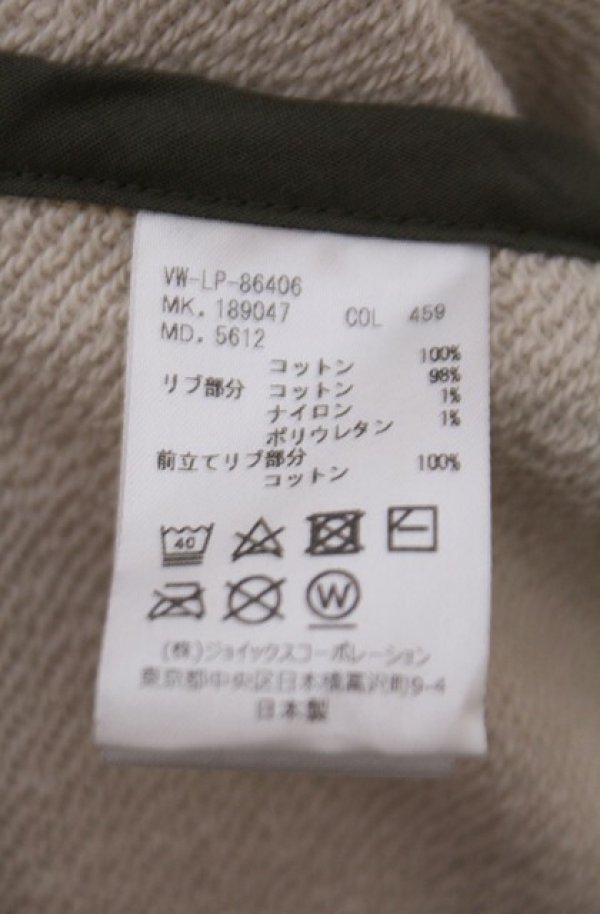 VW-LP-86406
MK. 189047 COL 459
MD. 5612
コットン 100%
リブ部分 コットン 98%
ナイロン 1%
ポリウレタン 1%
前立てリブ部分
コットン 100%
40
W
(株)ジョイックスコーポレーション
東京都中央区日本橋富沢町9-4
日本製